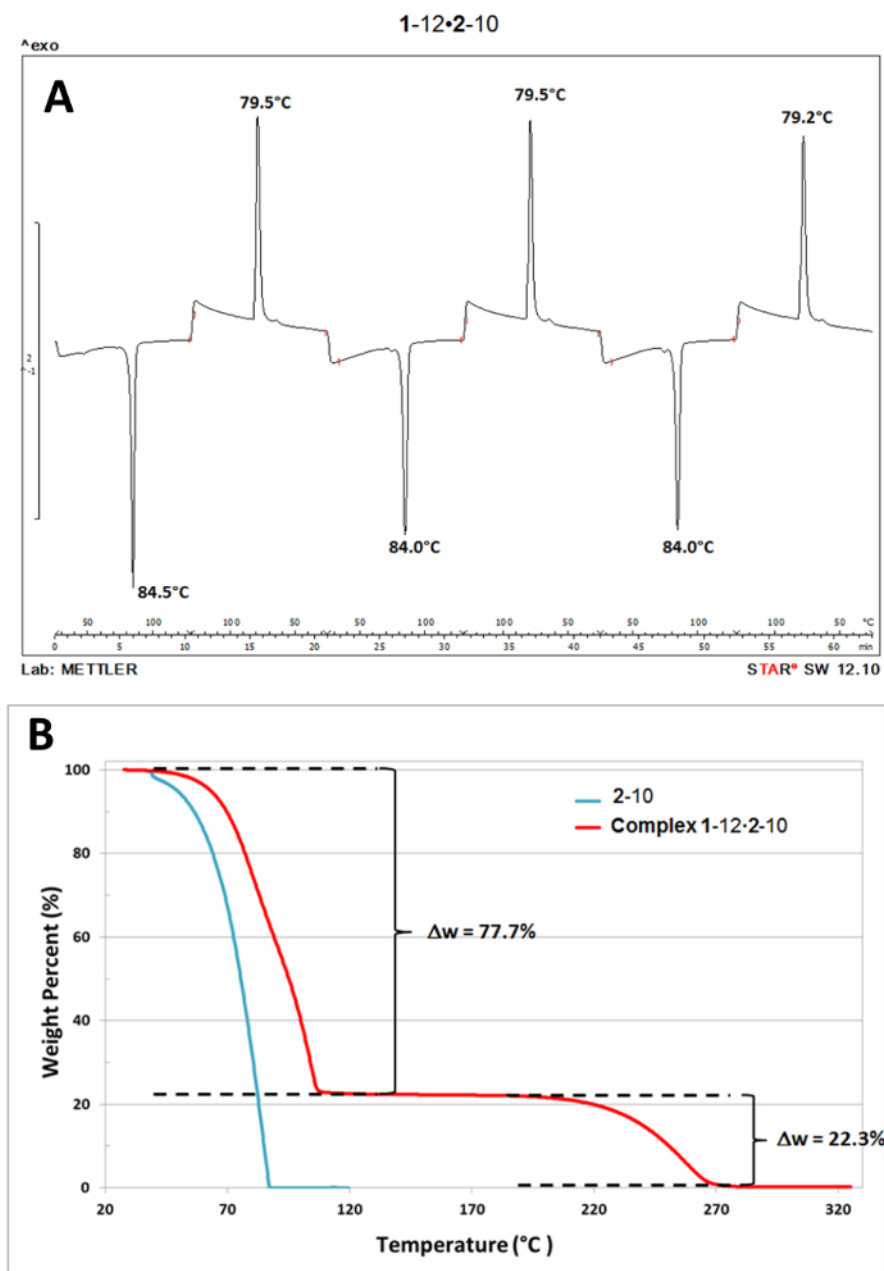 1-12•2-10
^exo
A
79.5°C
79.5°C
79.2°C
2
^-1
84.5°C
84.0°C
84.0°C
50 100 100 50 50 100 100 50 50 100 100 50 °C
0 5 10 15 20 25 30 35 40 45 50 55 60 min
Lab: METTLER
STAR® SW 12.10
B
100
80
60
40
20
0
Weight Percent (%)
2-10
Complex 1-12·2-10
Δw = 77.7%
Δw = 22.3%
20 70 120 170 220 270 320
Temperature (°C )